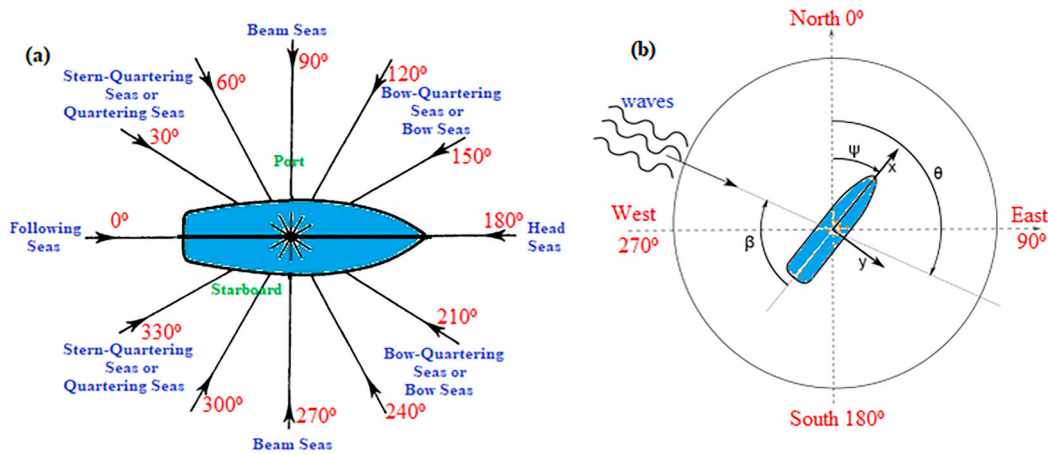 (a)
Beam Seas
90º
Stern-Quartering
Seas or
Quartering Seas
60º
120º
Bow-Quartering
Seas or
Bow Seas
30º
150º
Port
0º
Following
Seas
180º
Head
Seas
Starboard
330º
Stern-Quartering
Seas or
Quartering Seas
210º
Bow-Quartering
Seas or
Bow Seas
300º
270º
240º
Beam Seas
(b)
North 0º
waves
ψ
x
θ
West
270º
East
90º
β
y
South 180º